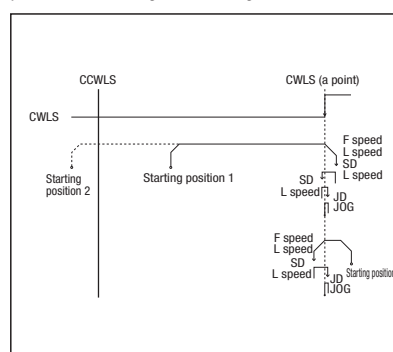 CCWLS
CWLS (a point)
CWLS
F speed
L speed
SD
L speed
Starting
position 2
Starting position 1
SD
L speed
JD
JOG
F speed
L speed
SD
L speed
Starting position
JD
JOG